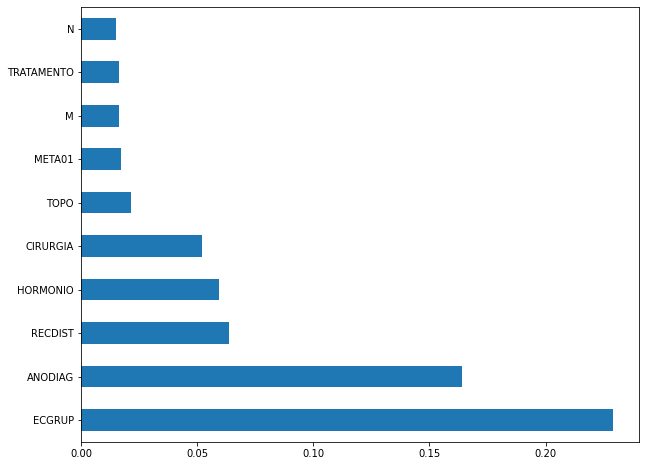 N
TRATAMENTO
M
META01
TOPO
CIRURGIA
HORMONIO
RECDIST
ANODIAG
ECGRUP
0.00 0.05 0.10 0.15 0.20